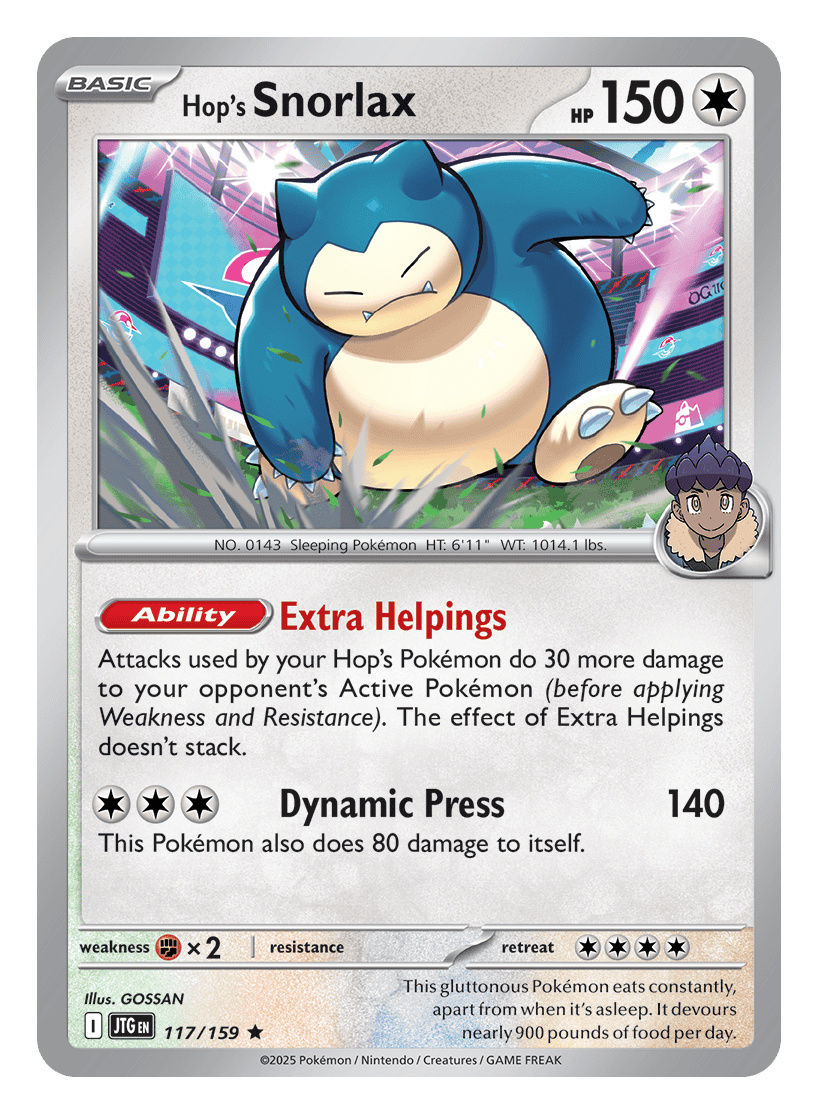 BASIC
Hop's Snorlax HP 150
NO. 0143 Sleeping Pokémon HT: 6'11" WT: 1014.1 lbs.
Ability Extra Helpings
Attacks used by your Hop's Pokémon do 30 more damage
to your opponent's Active Pokémon (before applying
Weakness and Resistance). The effect of Extra Helpings
doesn't stack.
Dynamic Press 140
This Pokémon also does 80 damage to itself.
weakness ×2 resistance retreat
Illus. GOSSAN
This gluttonous Pokémon eats constantly,
apart from when it's asleep. It devours
nearly 900 pounds of food per day.
I JTG EN 117/159 ★
©2025 Pokémon / Nintendo / Creatures / GAME FREAK